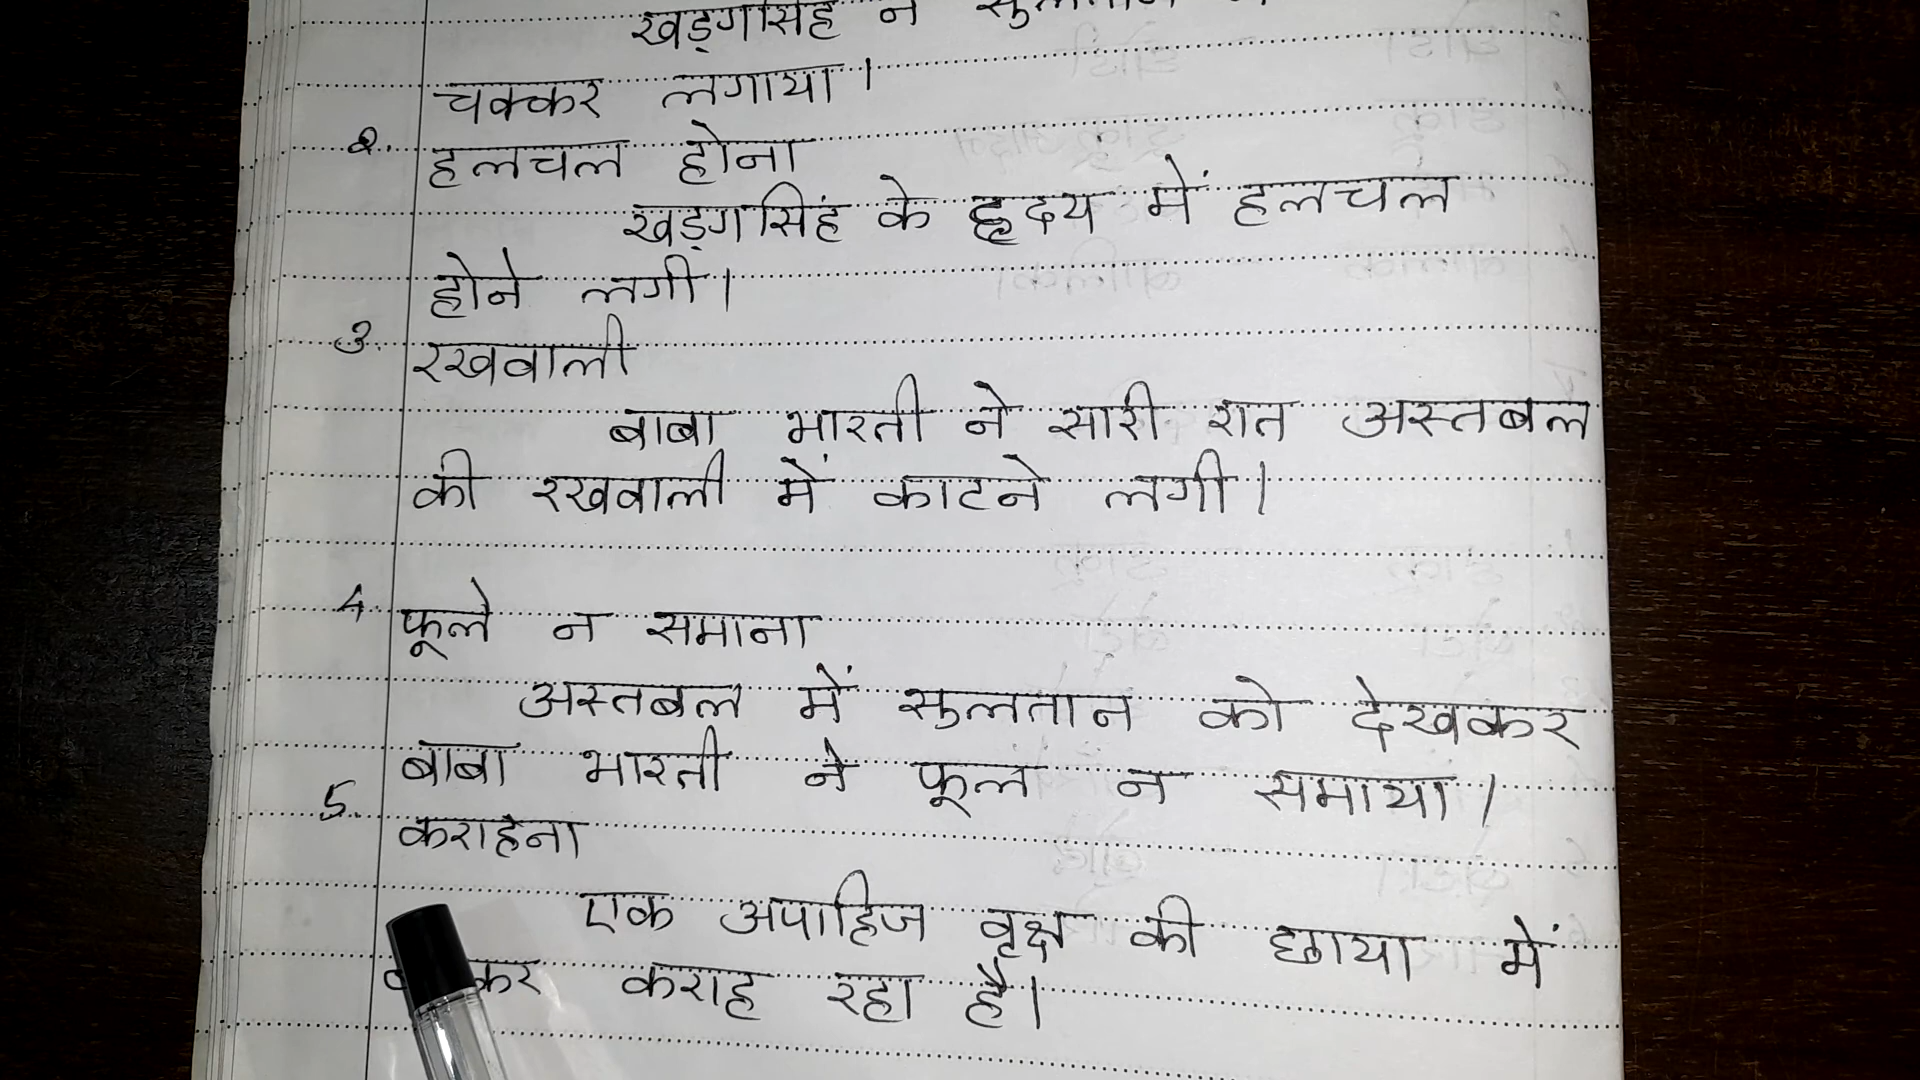 खड्गसिंह ने
चक्कर लगाया।
2. हलचल होना
खड्गसिंह के हृदय में हलचल
होने लगी।
3. रखवाली
बाबा भारती ने सारी रात अस्तबल
की रखवाली में काटने लगी।
4. फूले न समाना
अस्तबल में सुलतान को देखकर
बाबा भारती ने फूल न समाया।
5. कराहना
एक अपाहिज वृक्ष की छाया में
कराह रहा है।